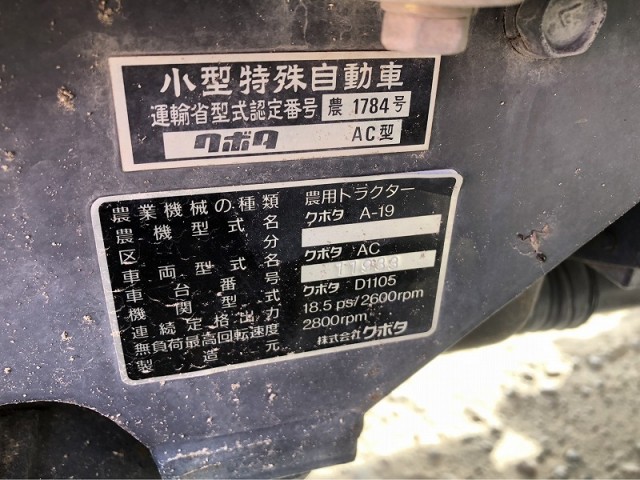 小型特殊自動車
運輸省型式認定番号 農 1784号
クボタ AC型
農業機械の種類 農用トラクター
農機型式名 クボタ A-19
区分
車両型式名 クボタ AC
車台番号
機関型式 クボタ D1105
連続定格出力 18.5 ps/2600rpm
無負荷最高回転速度 2800rpm
製造元 株式会社クボタ